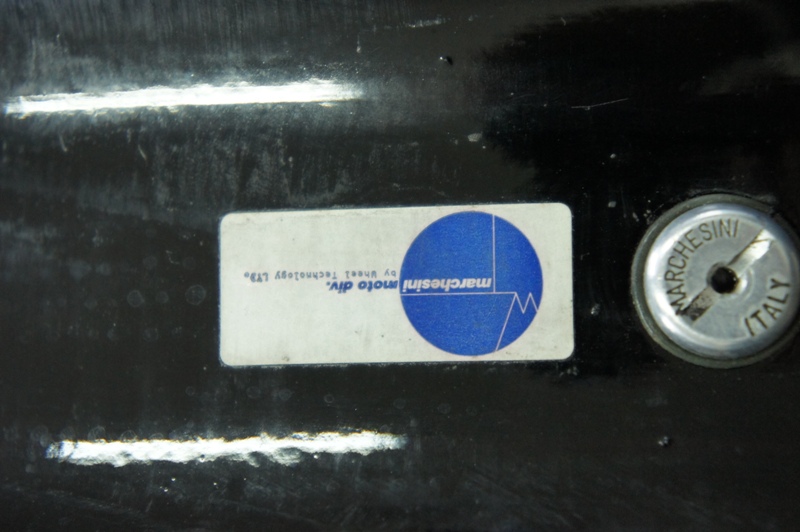 marchesini moto div.
by Wheel Technology LTD.
MARCHESINI
ITALY